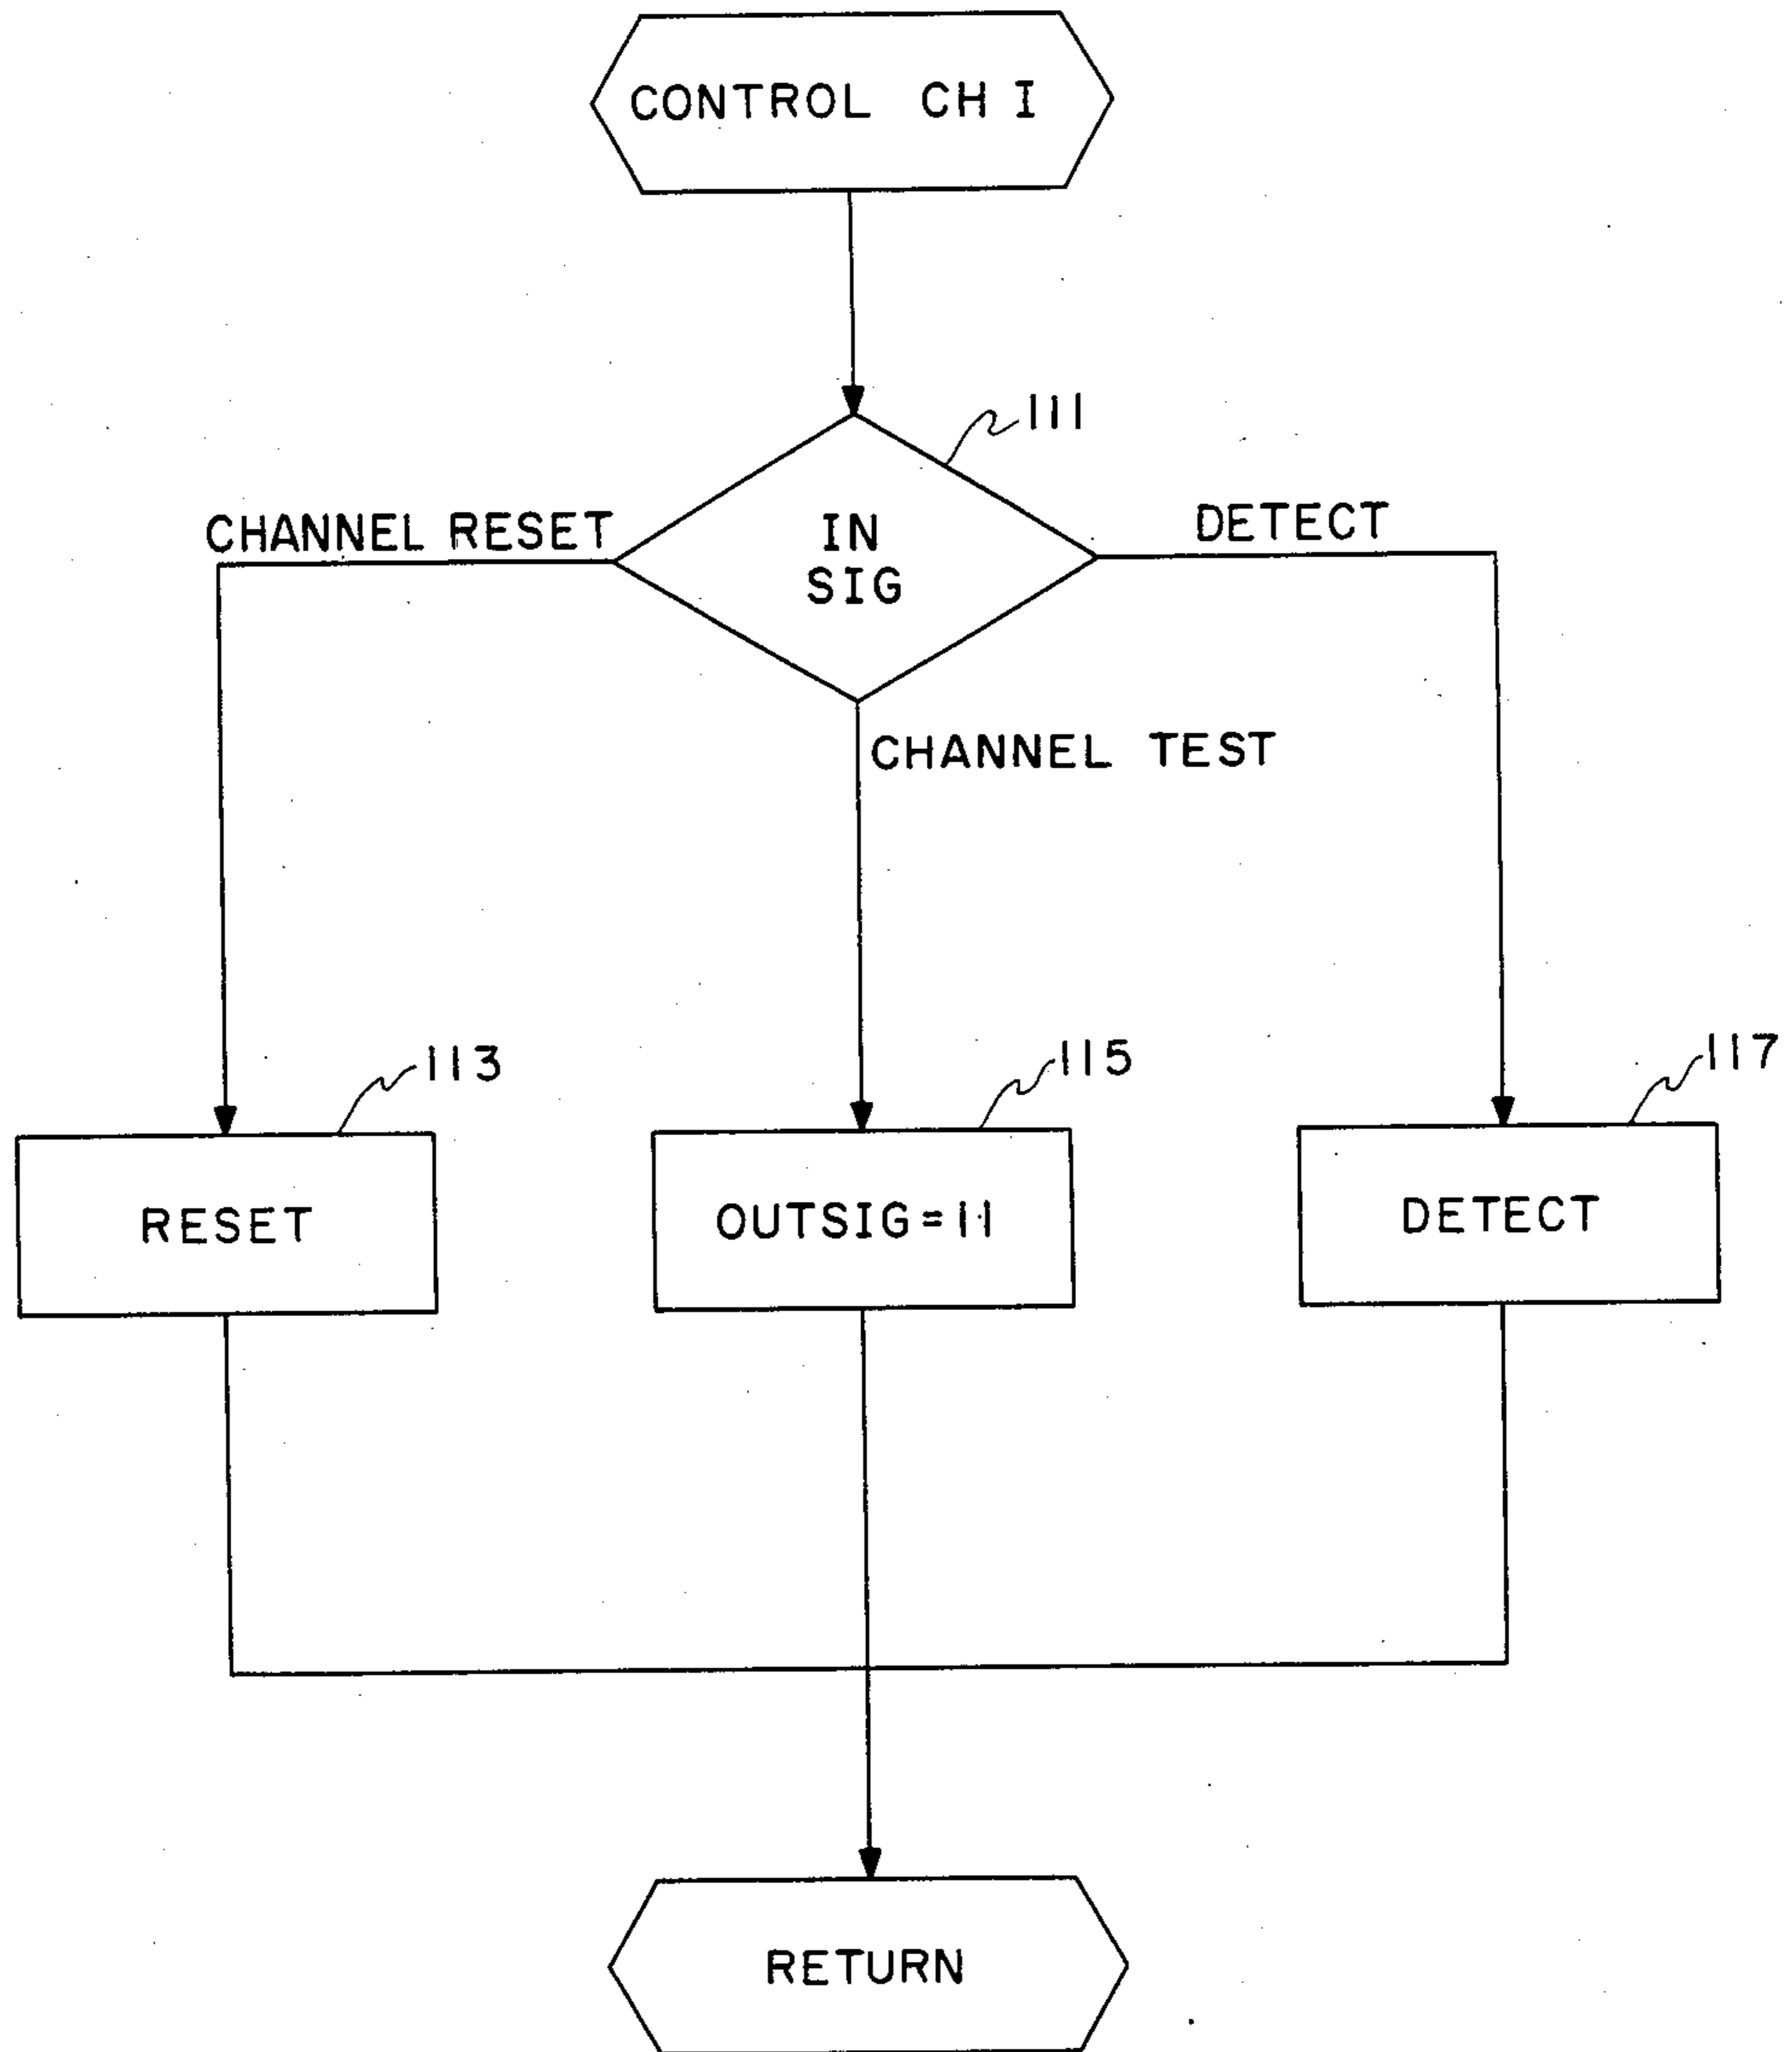 CONTROL CH I
111
CHANNEL RESET
IN
SIG
DETECT
CHANNEL TEST
113
115
117
RESET
OUTSIG=11
DETECT
RETURN